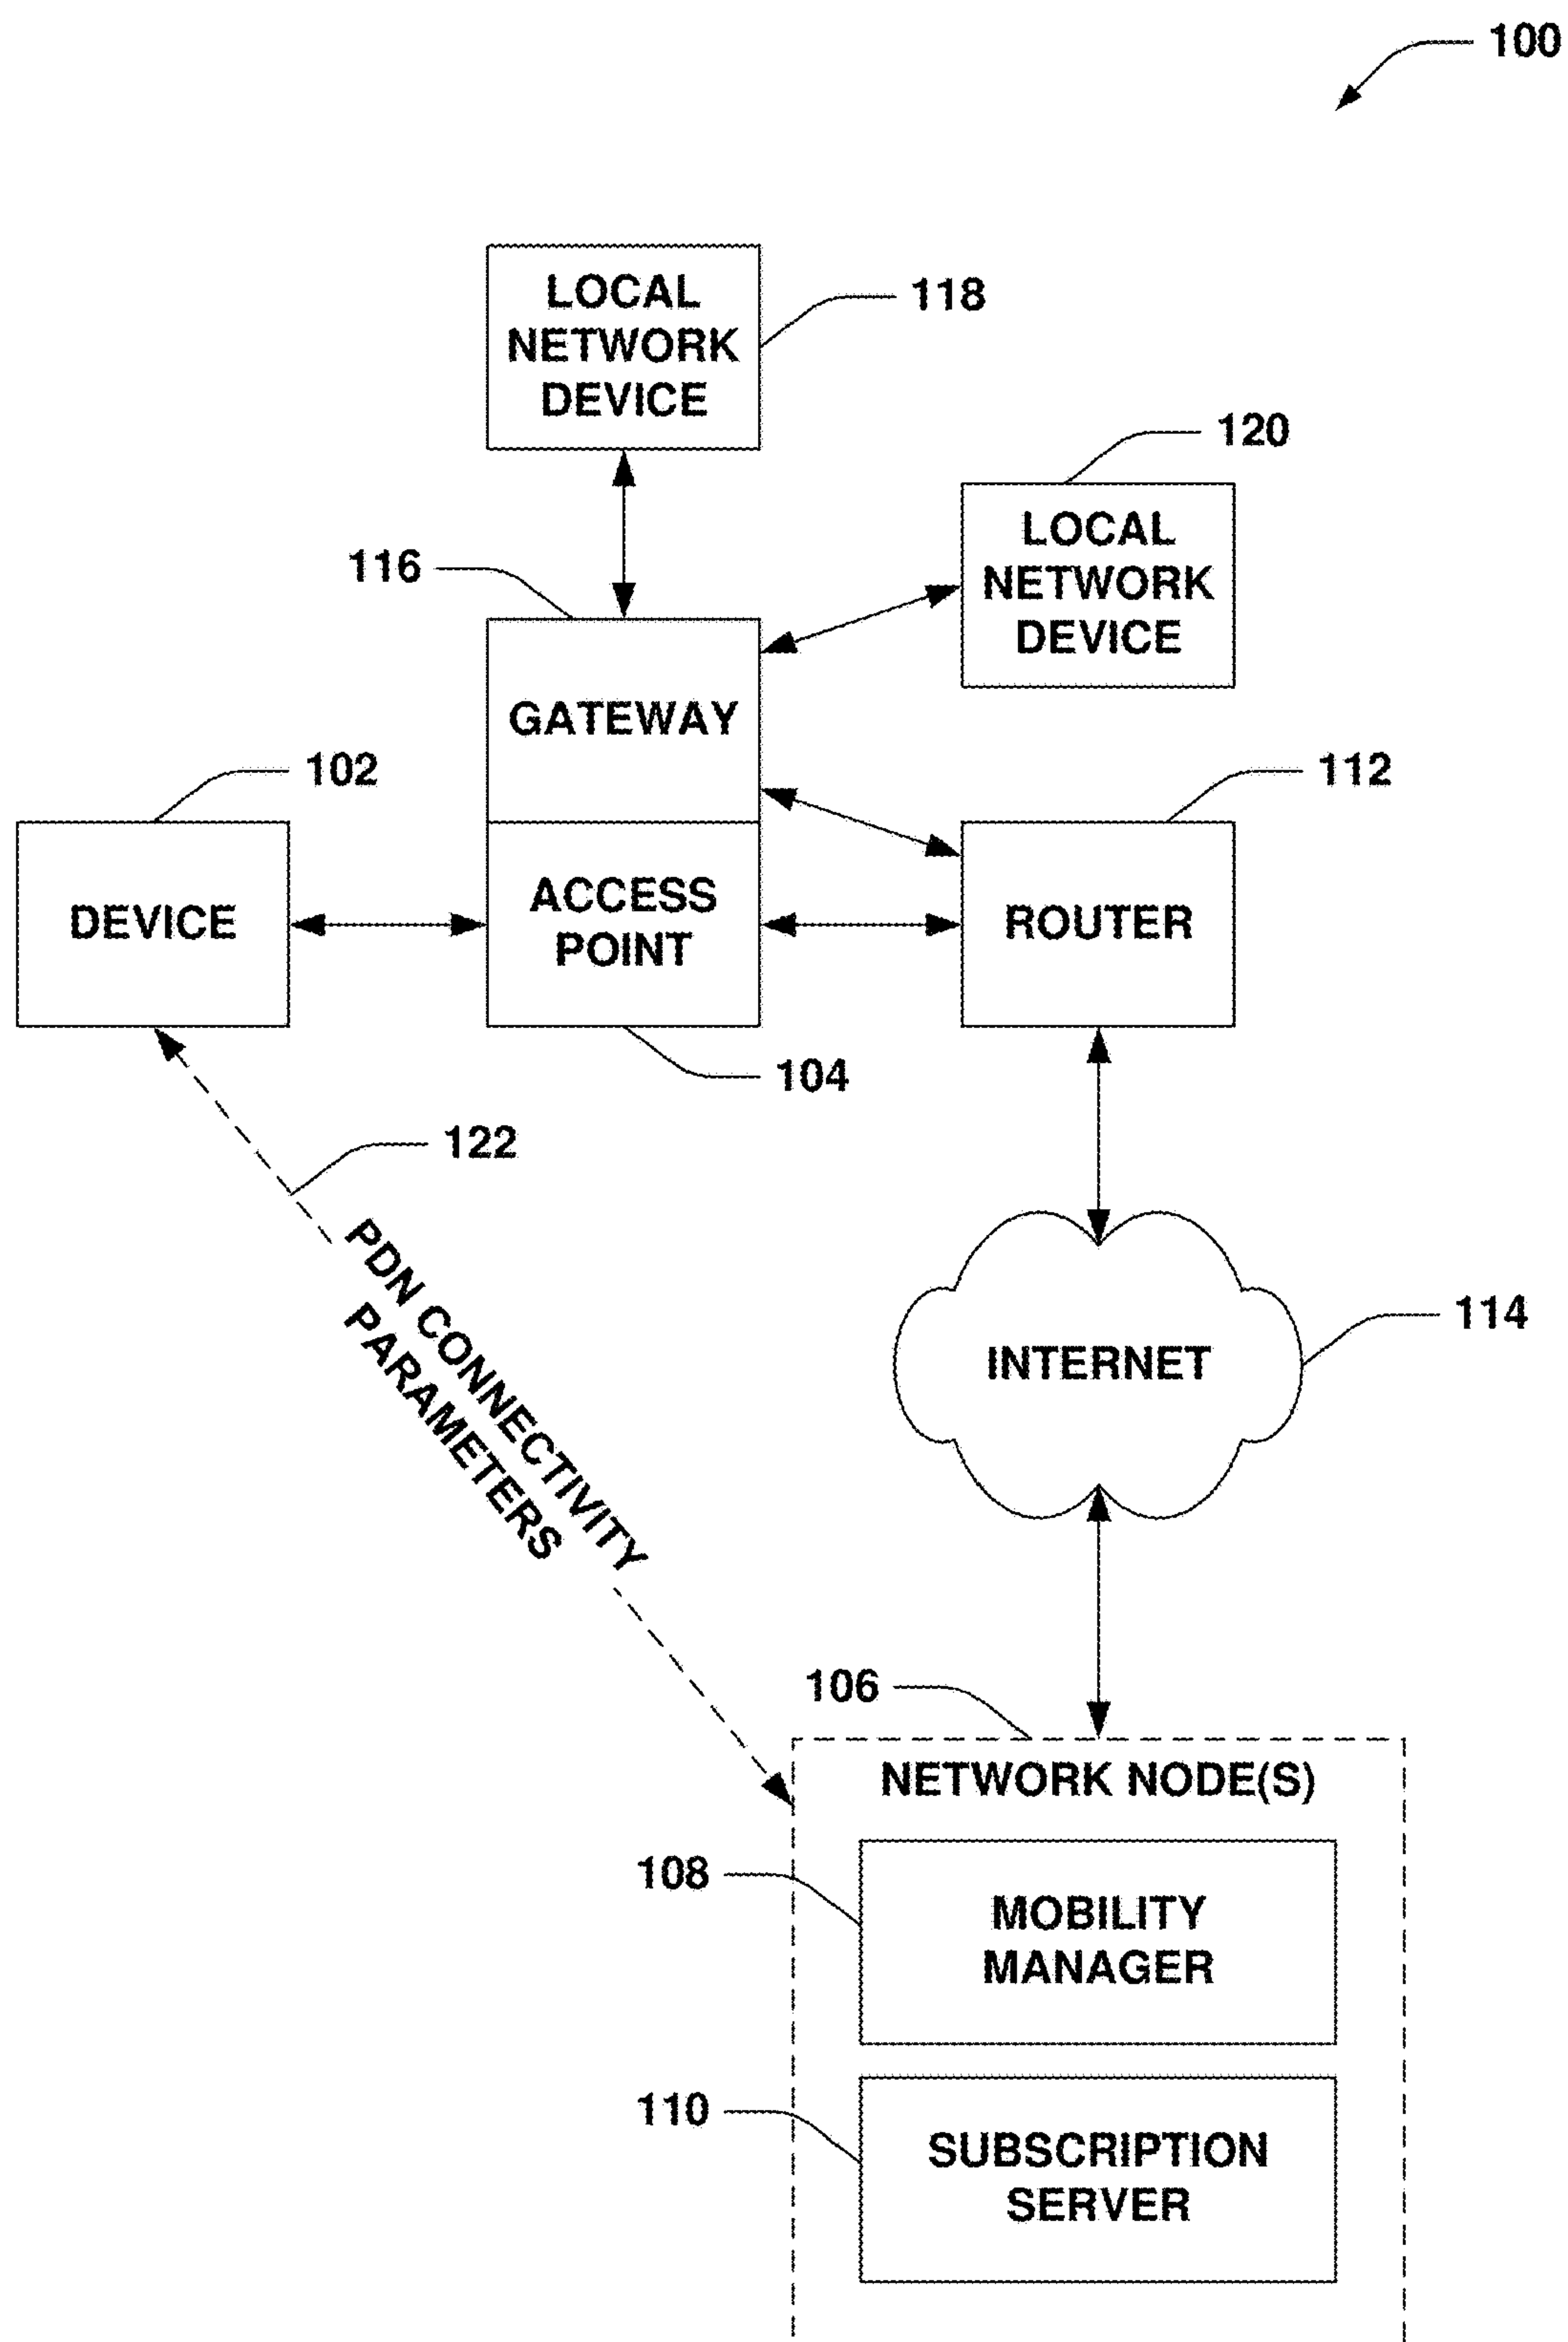 100
LOCAL
NETWORK
DEVICE
118
120
LOCAL
NETWORK
DEVICE
116
GATEWAY
102
112
DEVICE
ACCESS
POINT
ROUTER
104
122
PDN CONNECTIVITY
PARAMETERS
114
INTERNET
106
NETWORK NODE(S)
108
MOBILITY
MANAGER
110
SUBSCRIPTION
SERVER